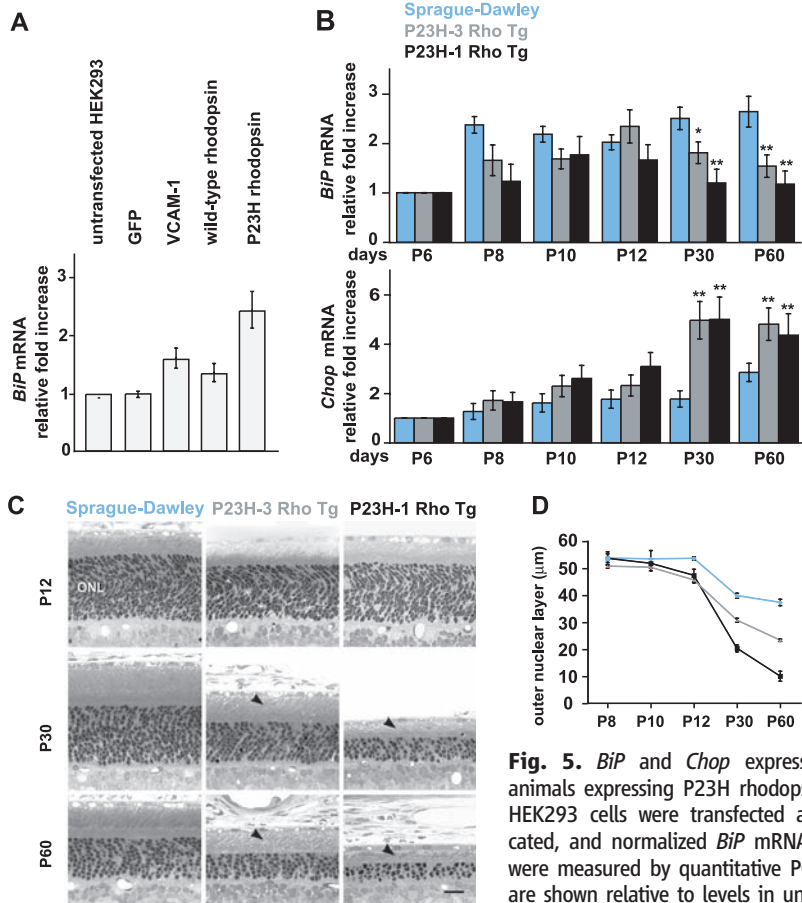 A
untransfected HEK293
GFP
VCAM-1
wild-type rhodopsin
P23H rhodopsin
BiP mRNA
relative fold increase
3
2
1
0
B
Sprague-Dawley
P23H-3 Rho Tg
P23H-1 Rho Tg
BiP mRNA
relative fold increase
3
2
1
0
* ** ** **
days P6 P8 P10 P12 P30 P60
Chop mRNA
relative fold increase
6
4
2
0
** ** ** **
days P6 P8 P10 P12 P30 P60
C
Sprague-Dawley P23H-3 Rho Tg P23H-1 Rho Tg
P12
ONL
P30
P60
D
outer nuclear layer (μm)
60
50
40
30
20
10
0
P8 P10 P12 P30 P60
Fig. 5. BiP and Chop express
animals expressing P23H rhodops
HEK293 cells were transfected a
cated, and normalized BiP mRNA
were measured by quantitative P
are shown relative to levels in un